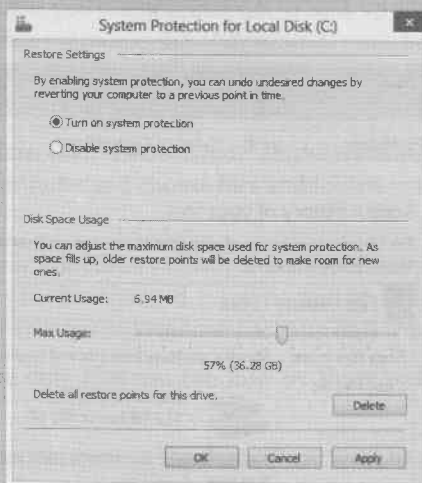 System Protection for Local Disk (C:)
x
Restore Settings
By enabling system protection, you can undo undesired changes by
reverting your computer to a previous point in time.
Turn on system protection
Disable system protection
Disk Space Usage
You can adjust the maximum disk space used for system protection. As
space fills up, older restore points will be deleted to make room for new
ones.
Current Usage: 6.94 MB
Max Usage:
57% (36.28 GB)
Delete all restore points for this drive.
Delete
OK Cancel Apply